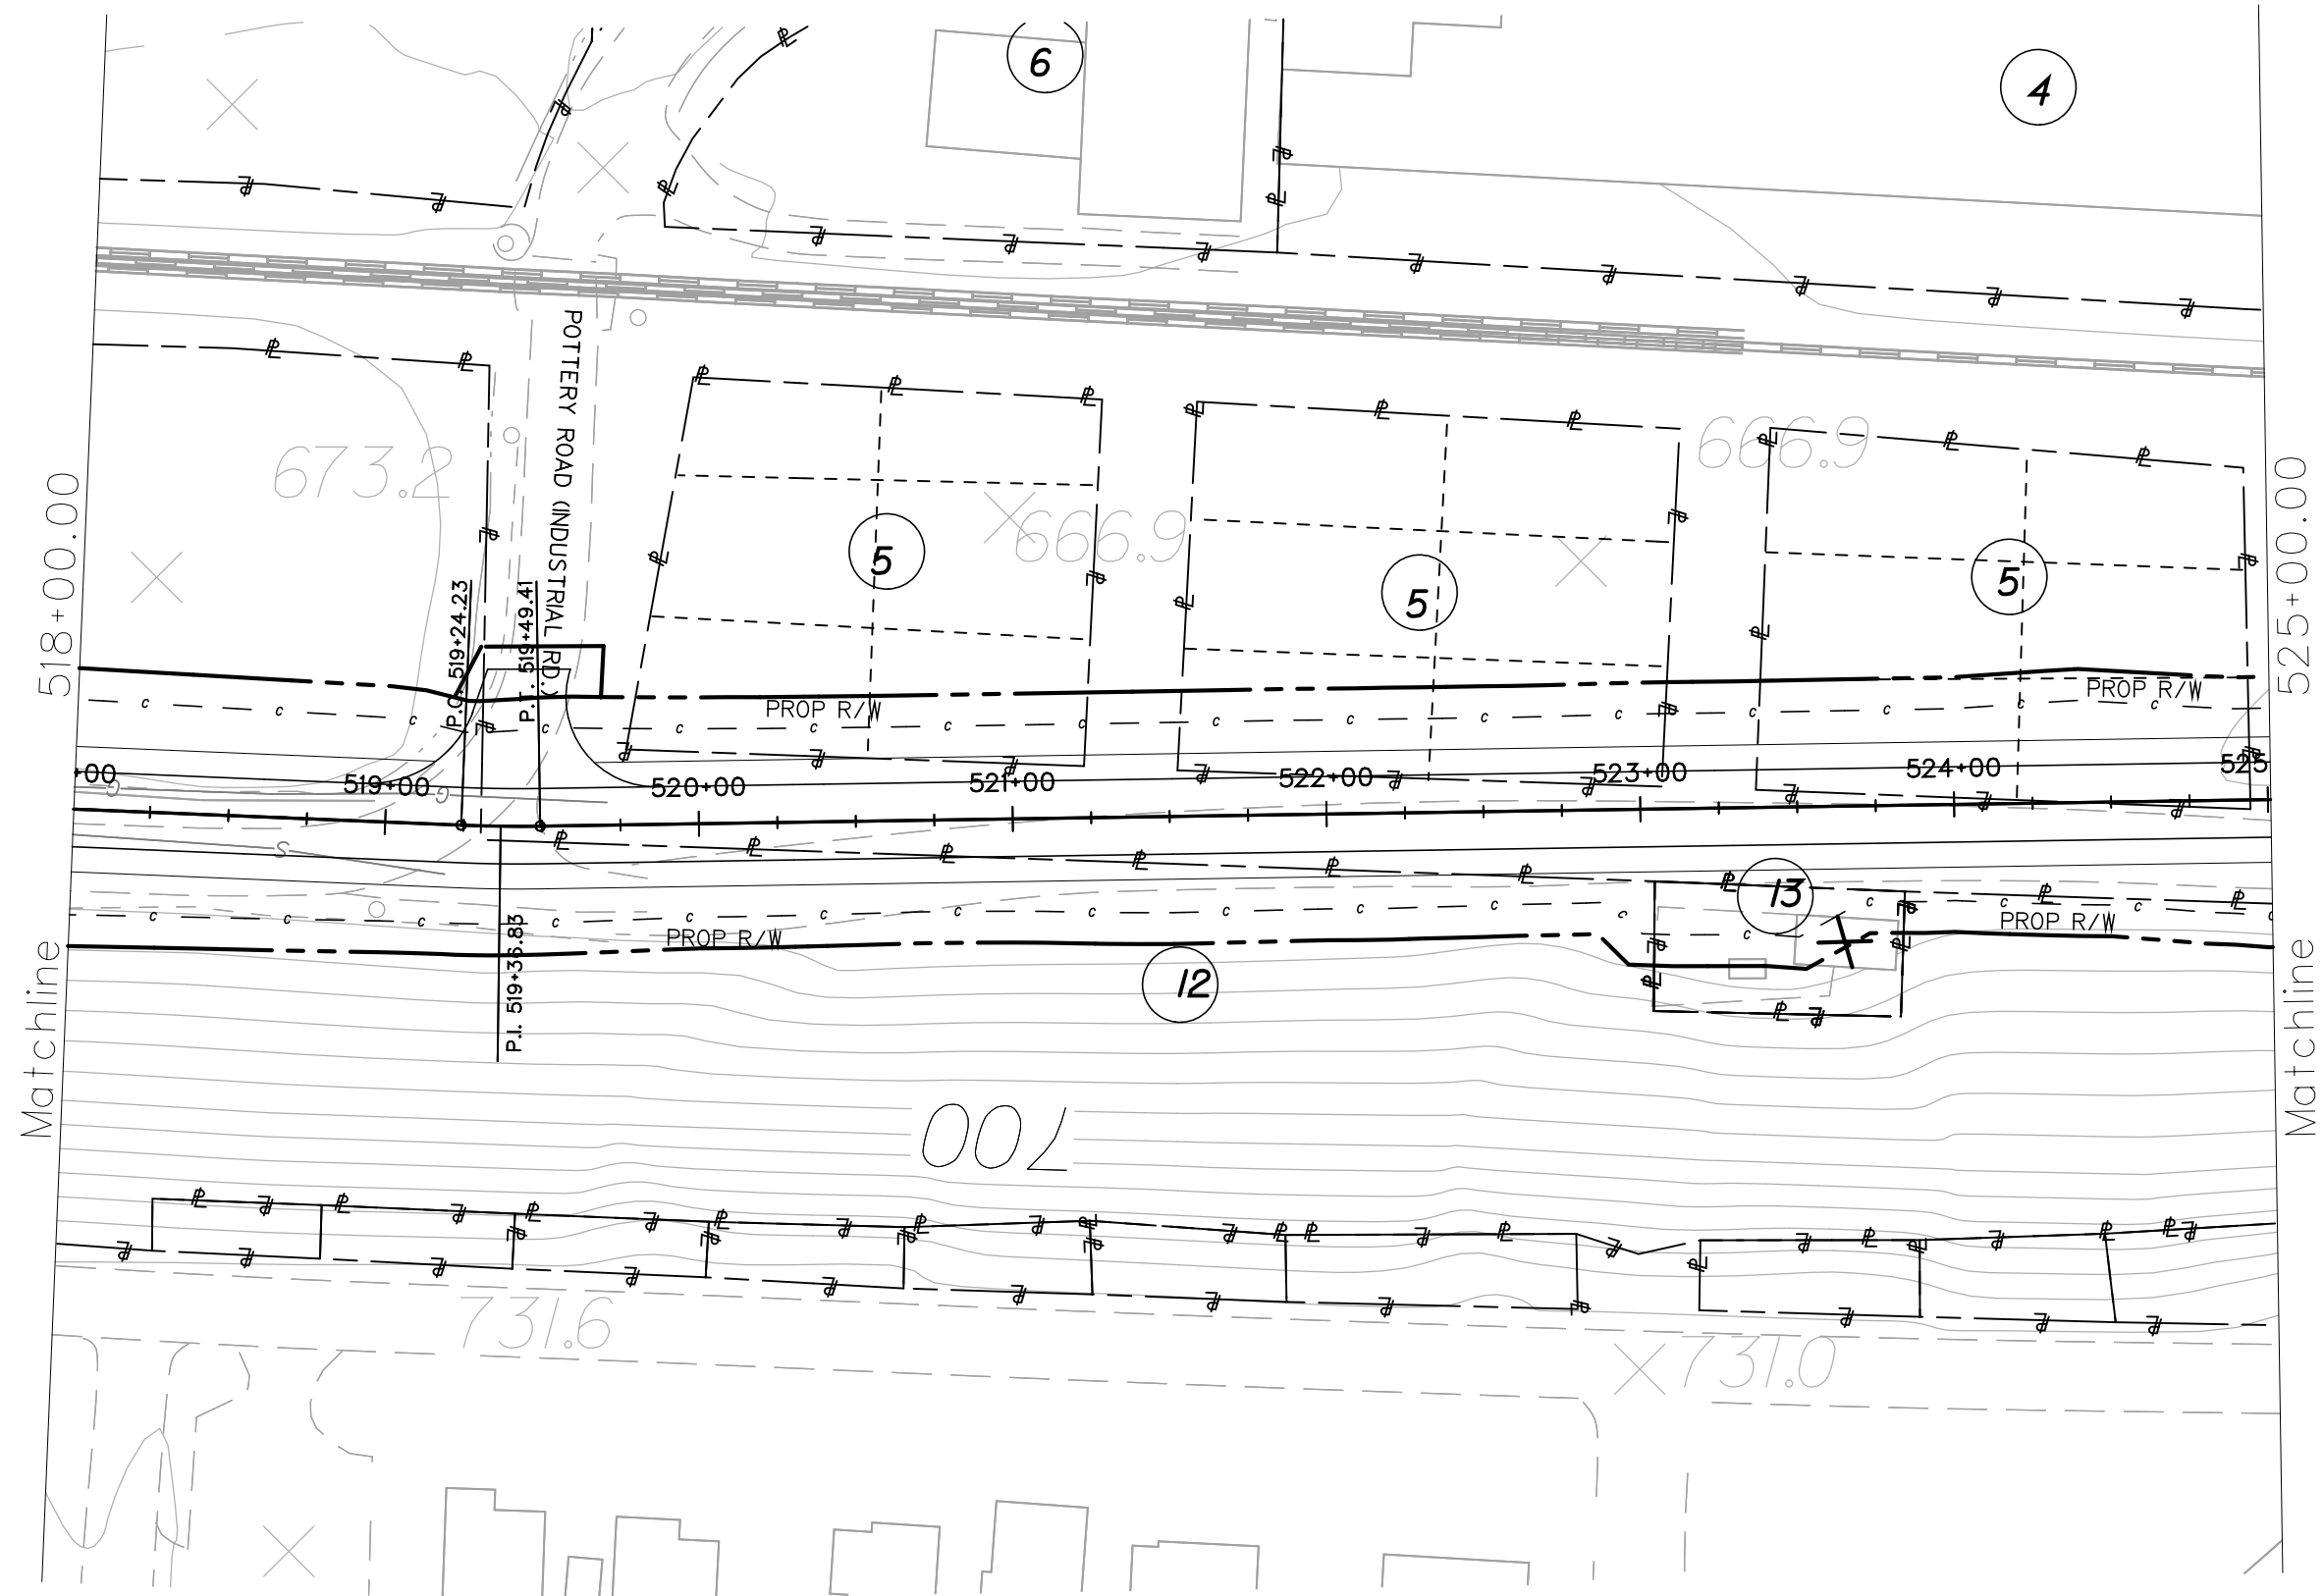 6
4
POTTERY ROAD (INDUSTRIAL RD.)
673.2
666.9
666.9
5
5
5
518+00.00
525+00.00
P.C. 519+24.23
P.T. 519+49.41
PROP R/W
PROP R/W
C C C C C C C C C C C C C C C C
+00
519+00
520+00
521+00
522+00
523+00
524+00
525
G
G
S
13
C C C C C C C C C C C C C C C C C
PROP R/W
PROP R/W
P.I. 519+36.83
12
Matchline
Matchline
700
731.6
731.0